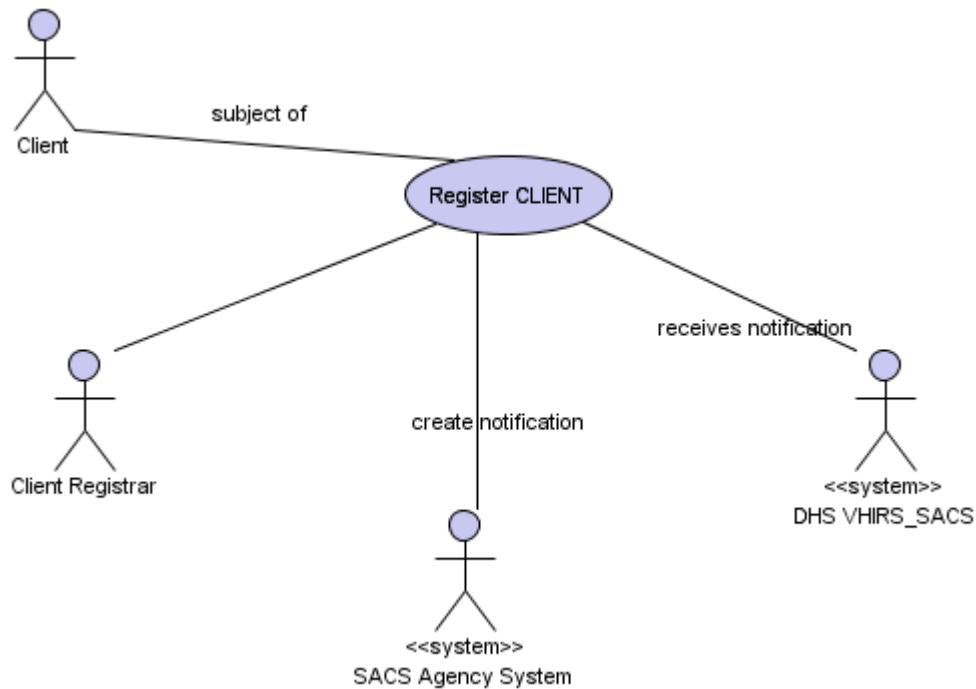 subject of
Client
Register CLIENT
receives notification
create notification
Client Registrar
<<system>>
DHS VHIRS_SACS
<<system>>
SACS Agency System